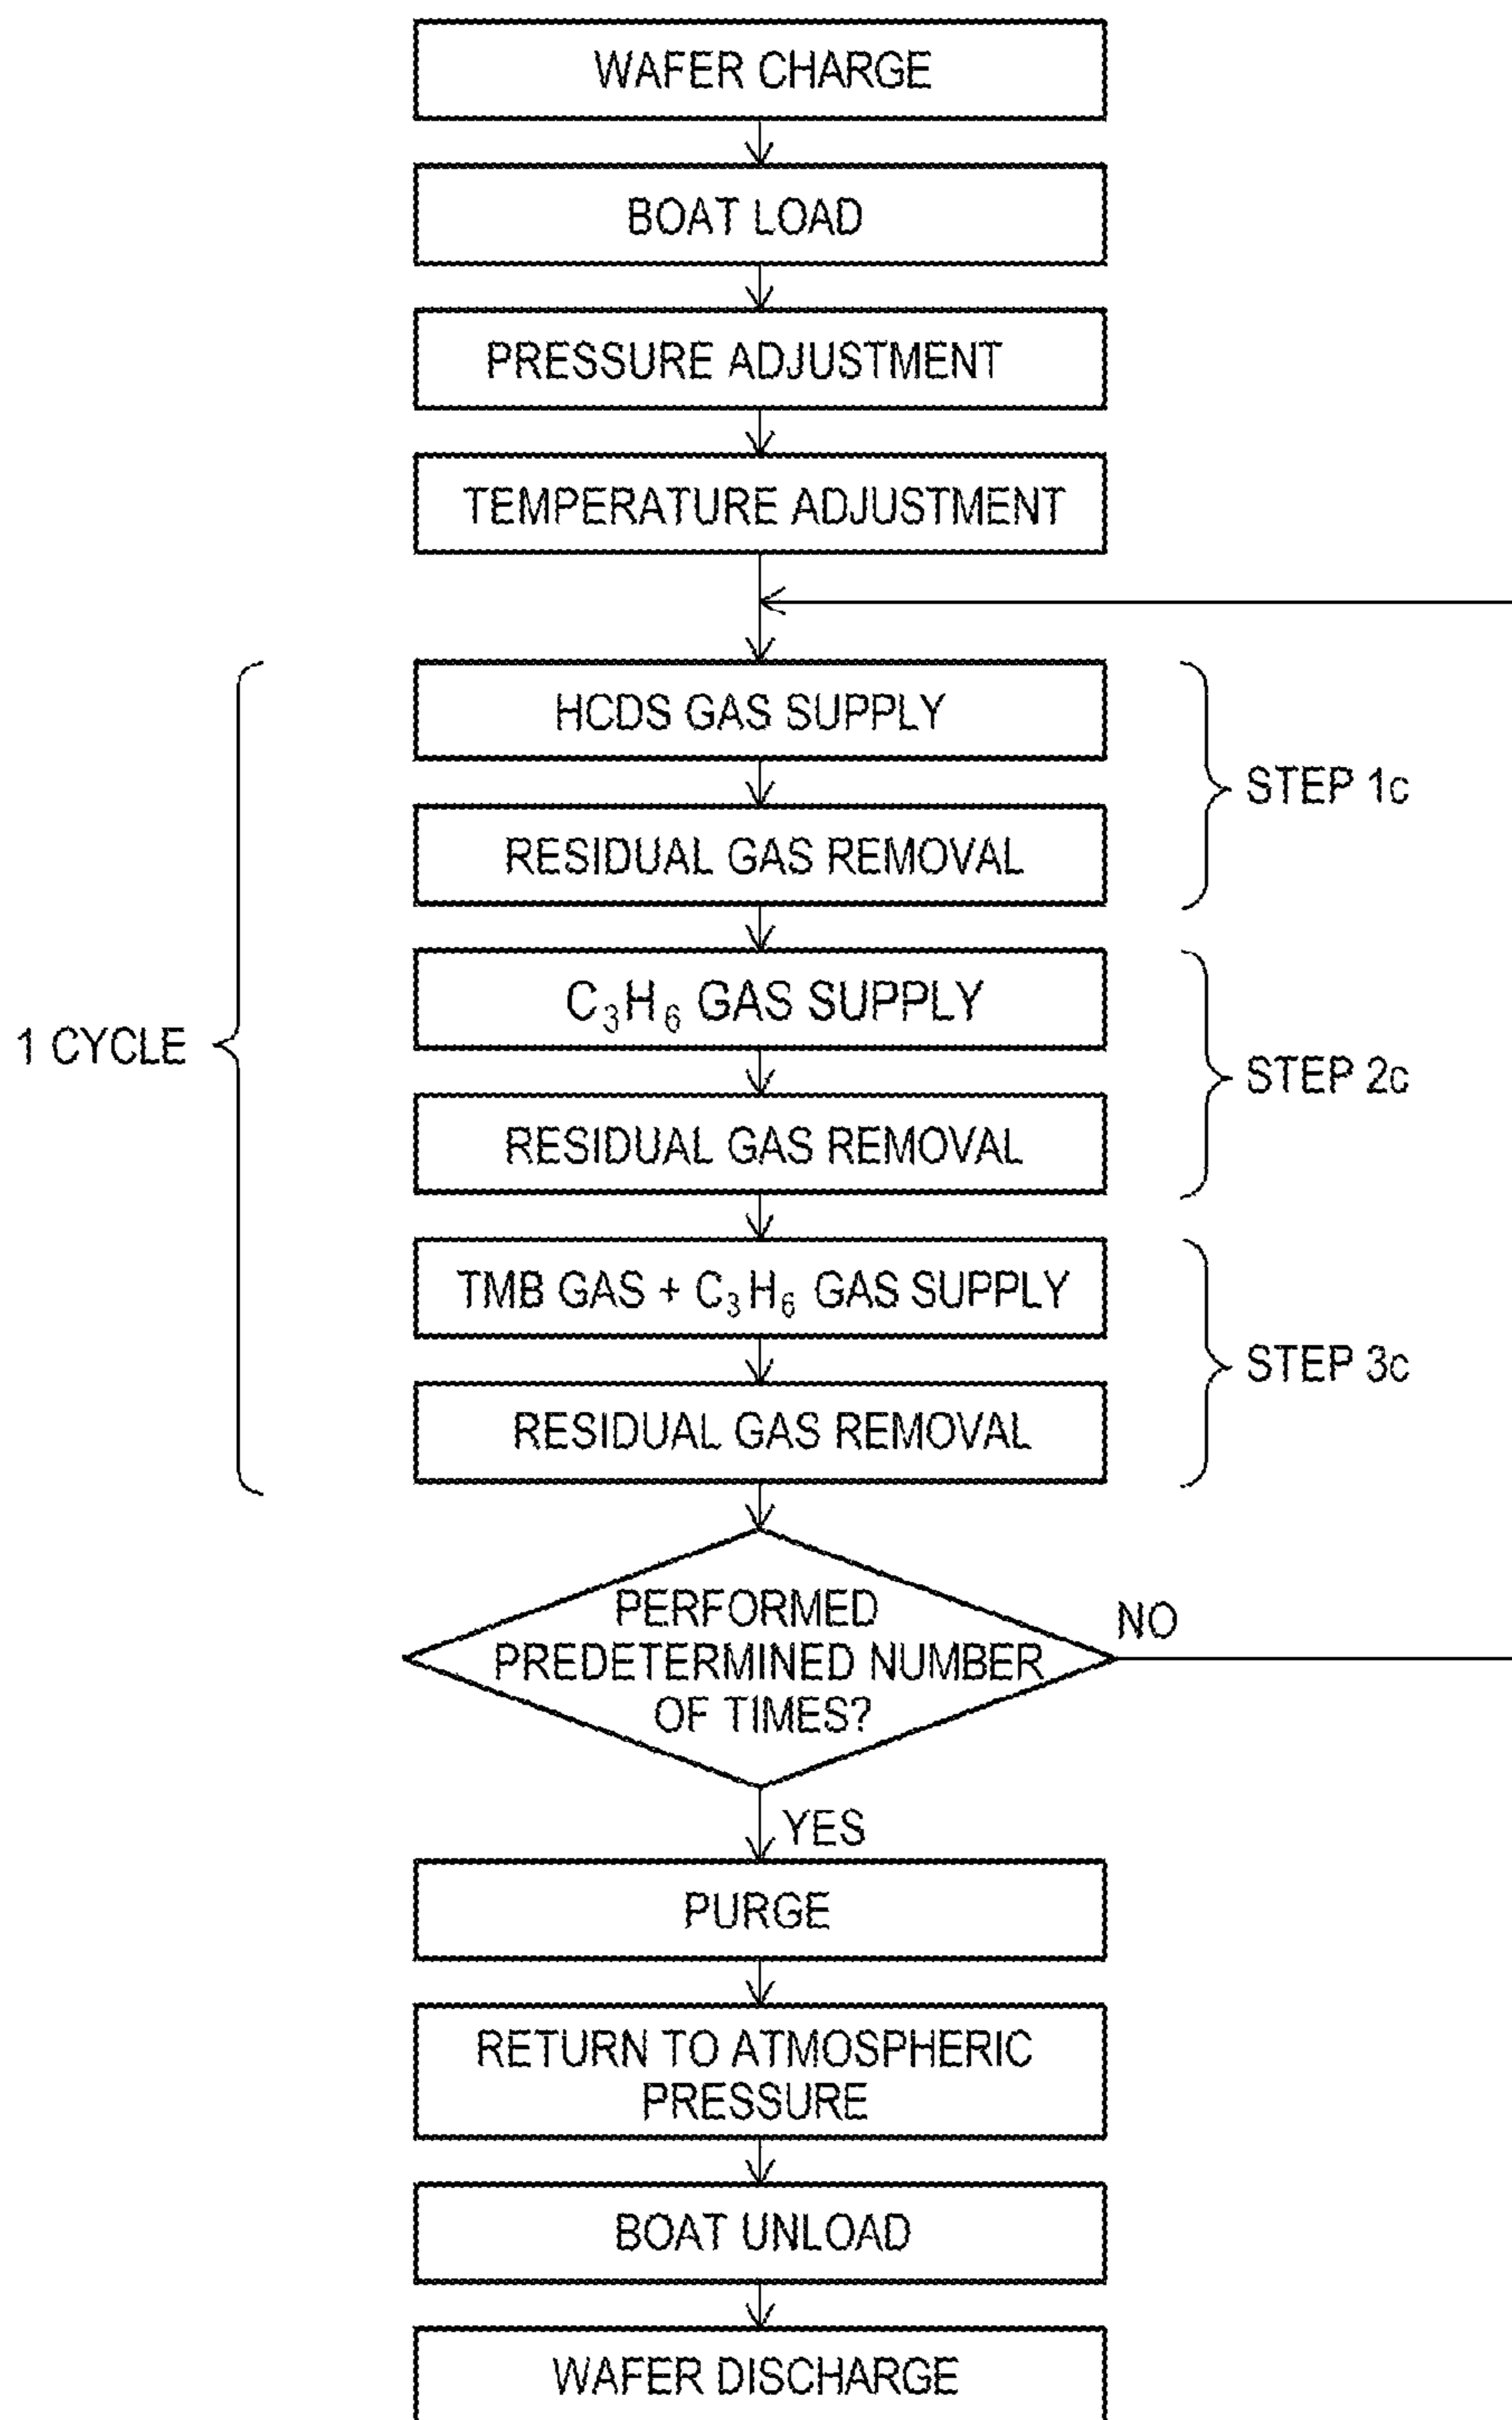 WAFER CHARGE
BOAT LOAD
PRESSURE ADJUSTMENT
TEMPERATURE ADJUSTMENT
HCDS GAS SUPPLY
STEP 1c
RESIDUAL GAS REMOVAL
C₃H₆ GAS SUPPLY
1 CYCLE
STEP 2c
RESIDUAL GAS REMOVAL
TMB GAS + C₃H₆ GAS SUPPLY
STEP 3c
RESIDUAL GAS REMOVAL
PERFORMED
PREDETERMINED NUMBER
OF TIMES?
NO
YES
PURGE
RETURN TO ATMOSPHERIC
PRESSURE
BOAT UNLOAD
WAFER DISCHARGE